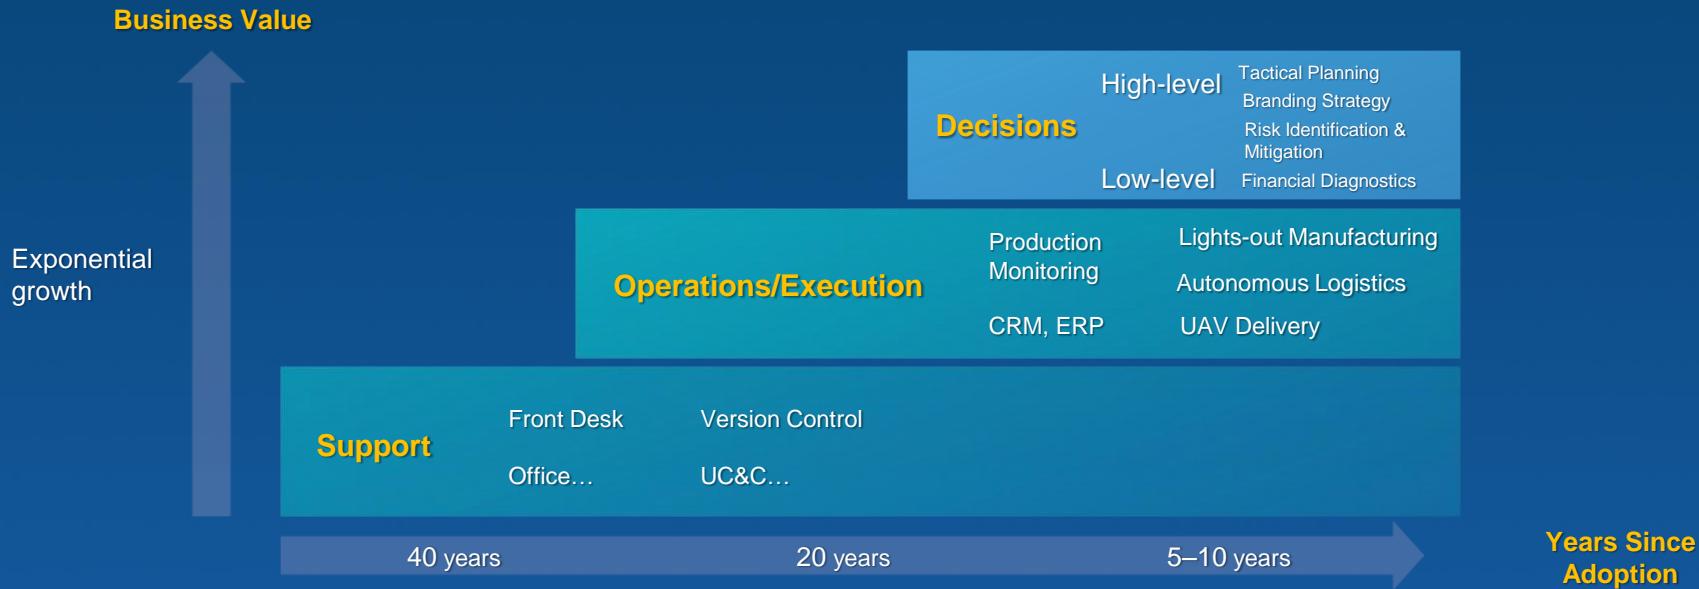 Business Value
Exponential
growth
Decisions
High-level
Tactical Planning
Branding Strategy
Risk Identification &
Mitigation
Low-level
Financial Diagnostics
Operations/Execution
Production
Monitoring
CRM, ERP
Lights-out Manufacturing
Autonomous Logistics
UAV Delivery
Support
Front Desk
Office…
Version Control
UC&C…
40 years
20 years
5–10 years
Years Since
Adoption